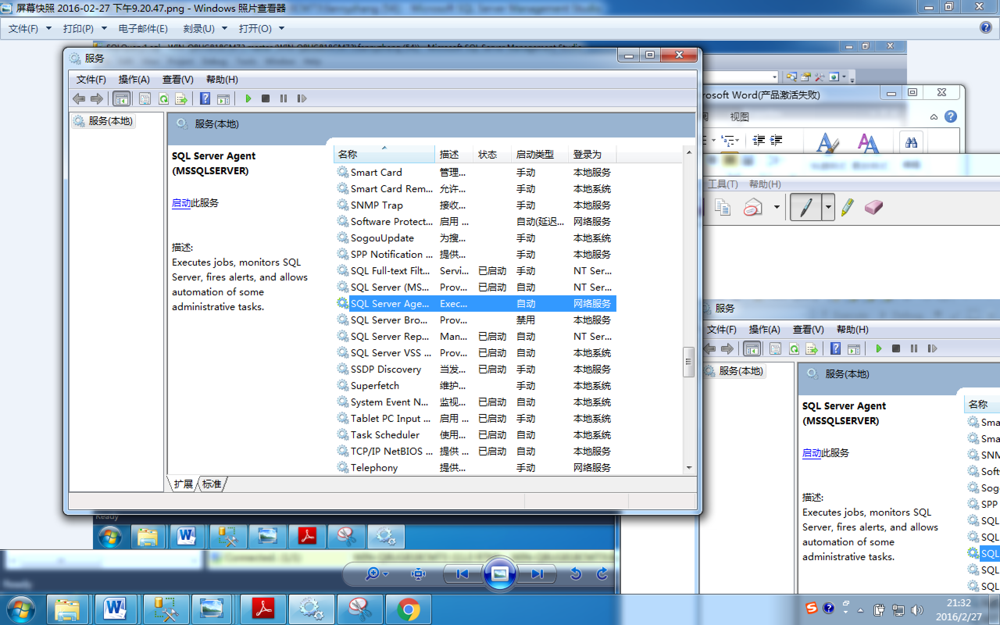 屏幕快照 2016-02-27 下午9.20.47.png - Windows 照片查看器
文件(F) 打印(P) 电子邮件(E) 刻录(U) 打开(O)
服务
文件(F) 操作(A) 查看(V) 帮助(H)
服务(本地)
服务(本地)
SQL Server Agent
(MSSQLSERVER)
启动此服务
描述:
Executes jobs, monitors SQL
Server, fires alerts, and allows
automation of some
administrative tasks.
名称 描述 状态 启动类型 登录为
Smart Card 管理... 手动 本地服务
Smart Card Rem... 允许... 手动 本地系统
SNMP Trap 接收... 手动 本地服务
Software Protect... 启用 ... 自动(延迟... 网络服务
SogouUpdate 为搜... 手动 本地系统
SPP Notification ... 提供... 手动 本地服务
SQL Full-text Filt... Servi... 已启动 手动 NT Ser...
SQL Server (MS... Prov... 已启动 自动 NT Ser...
SQL Server Age... Exec... 自动 网络服务
SQL Server Bro... Prov... 禁用 本地服务
SQL Server Rep... Man... 已启动 自动 NT Ser...
SQL Server VSS ... Prov... 已启动 自动 本地系统
SSDP Discovery 当发... 已启动 手动 本地服务
Superfetch 维护... 手动 本地系统
System Event N... 监视... 已启动 自动 本地系统
Tablet PC Input ... 启用 ... 已启动 手动 本地系统
Task Scheduler 使用... 已启动 自动 本地系统
TCP/IP NetBIOS ... 提供 ... 已启动 自动 本地服务
Telephony 提供... 手动 网络服务
扩展 标准
Ready
rosoft Word(产品激活失败)
视图
工具(T) 帮助(H)
服务
文件(F) 操作(A) 查看(V) 帮助(H)
服务(本地)
服务(本地)
SQL Server Agent
(MSSQLSERVER)
启动此服务
描述:
Executes jobs, monitors SQL
Server, fires alerts, and allows
automation of some
administrative tasks.
名称
Sma
Sma
SNM
Soft
Sog
SPP
SQL
SQL
SQL
SQL
SQL
21:32
2016/2/27